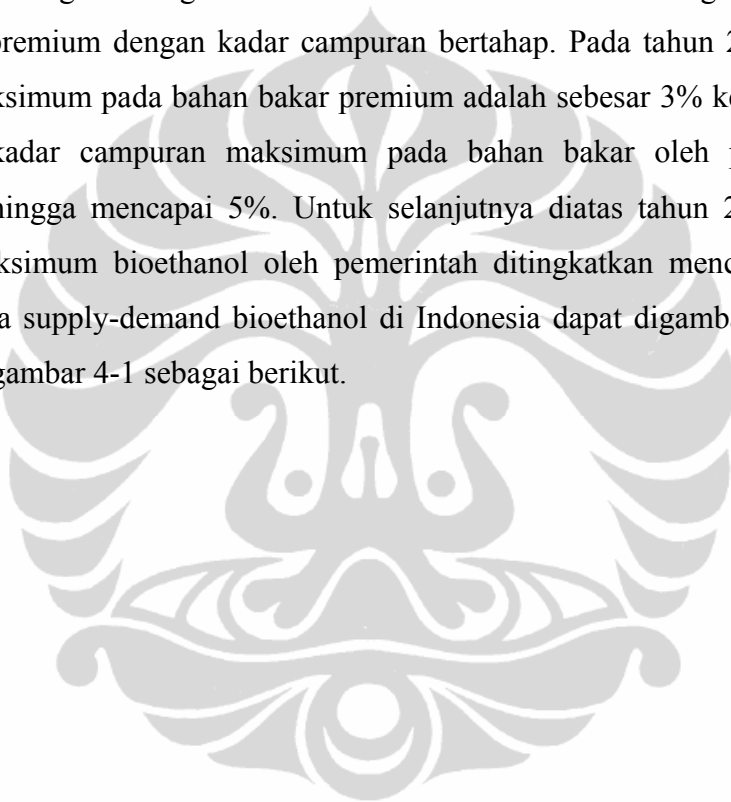 premium dengan kadar campuran bertahap. Pada tahun 2
ksimum pada bahan bakar premium adalah sebesar 3% k
kadar campuran maksimum pada bahan bakar oleh p
hingga mencapai 5%. Untuk selanjutnya diatas tahun 2
ksimum bioethanol oleh pemerintah ditingkatkan menc
a supply-demand bioethanol di Indonesia dapat digamba
gambar 4-1 sebagai berikut.